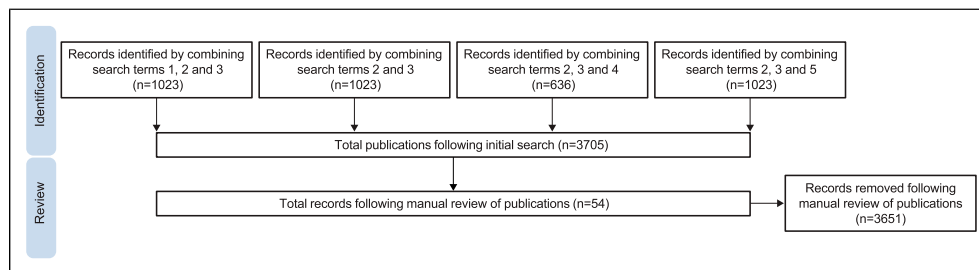 Identification
Records identified by combining
search terms 1, 2 and 3
(n=1023)
Records identified by combining
search terms 2 and 3
(n=1023)
Records identified by combining
search terms 2, 3 and 4
(n=636)
Records identified by combining
search terms 2, 3 and 5
(n=1023)
Total publications following initial search (n=3705)
Review
Total records following manual review of publications (n=54)
Records removed following
manual review of publications
(n=3651)